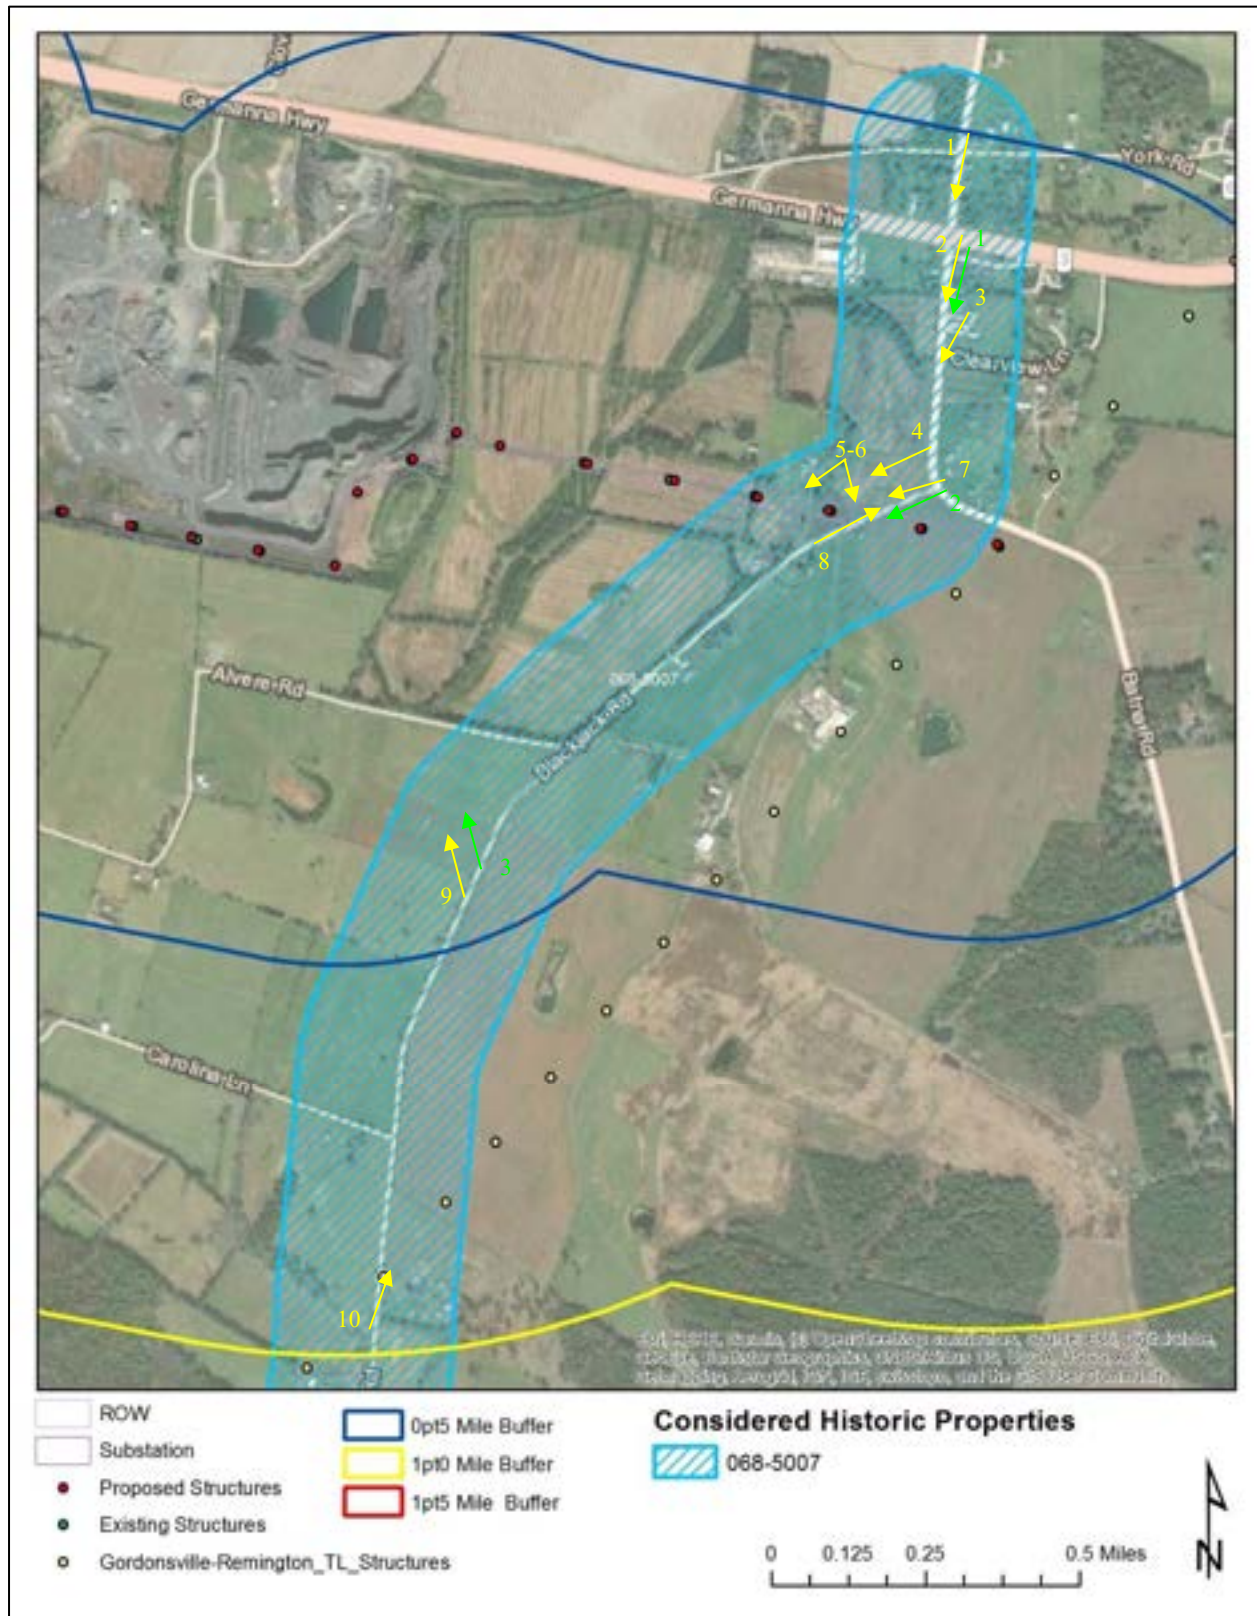 Germanna Hwy
York-Rd
Germanna Hwy
1
2
1
3
Clearview-Ln
4
5-6
7
2
8
068-5007
Alvere-Rd
Blackjack-Rd
3
9
Carolina-Ln
10
ROW
Substation
Proposed Structures
Existing Structures
Gordonsville-Remington_TL_Structures
0pt5 Mile Buffer
1pt0 Mile Buffer
1pt5 Mile Buffer
Considered Historic Properties
068-5007
0 0.125 0.25 0.5 Miles
N